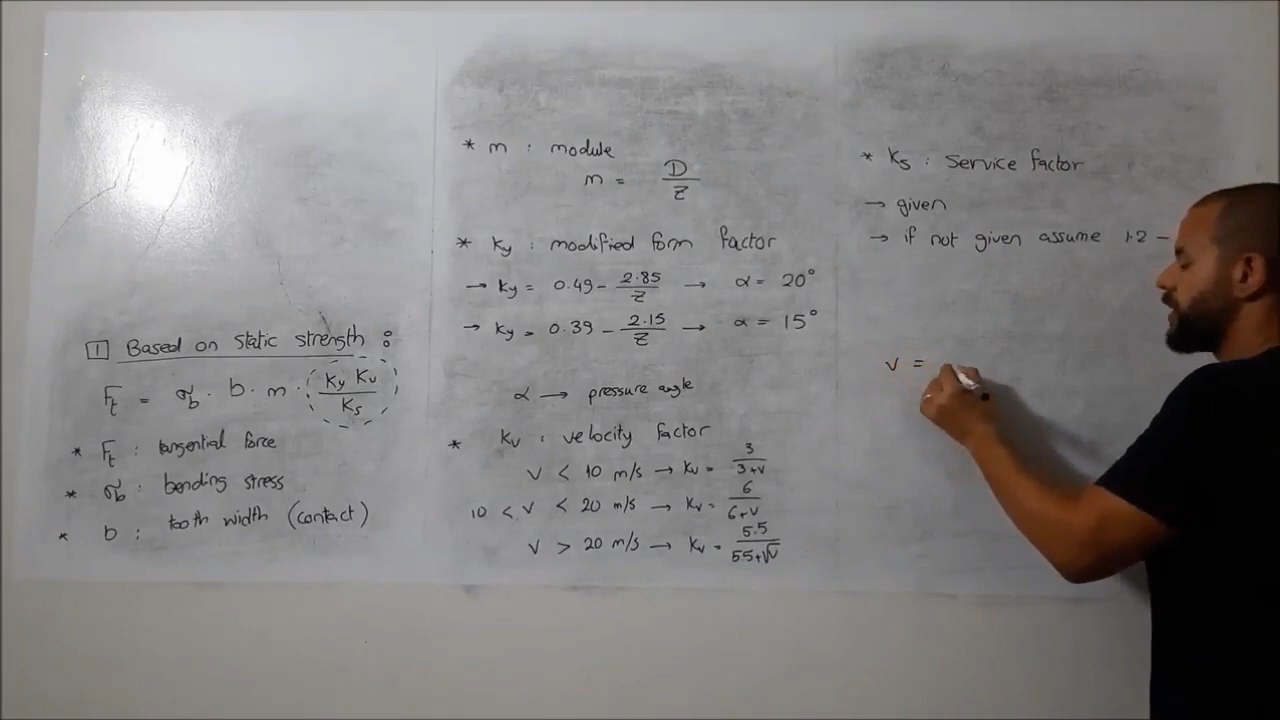 1 Based on static strength :
Ft = σb · b · m · Ky Kv / Ks
* Ft : tangential force
* σb : bending stress
* b : tooth width (contact)
* m : module
m = D / Z
* Ky : modified form factor
→ Ky = 0.49 - 2.85 / Z → α = 20°
→ Ky = 0.39 - 2.15 / Z → α = 15°
α → pressure angle
* Kv : velocity factor
V < 10 m/s → Kv = 3 / 3+V
10 < V < 20 m/s → Kv = 6 / 6+V
V > 20 m/s → Kv = 5.5 / 5.5+√V
* Ks : Service factor
→ given
→ if not given assume 1.2 -
V =